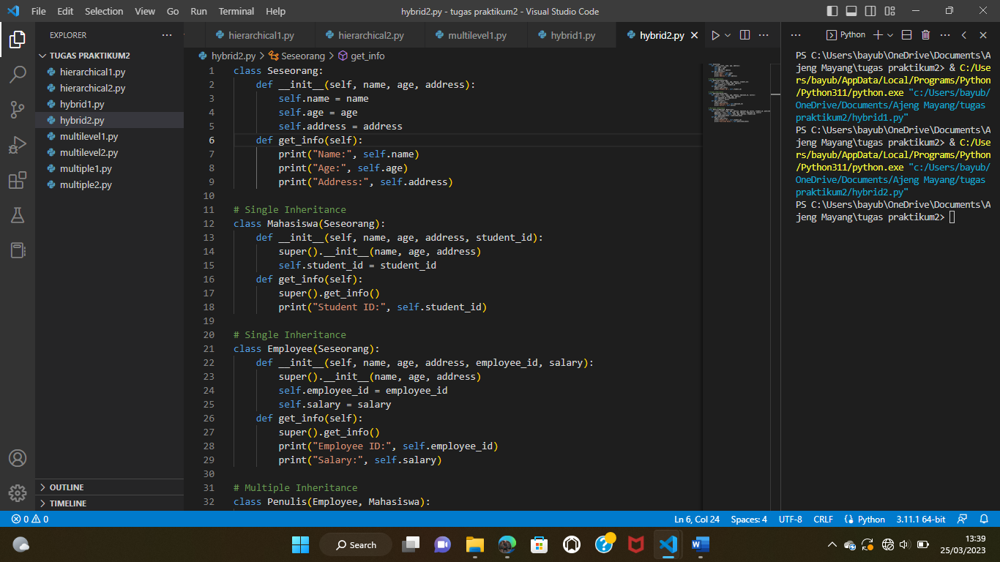 File Edit Selection View Go Run Terminal Help
hybrid2.py - tugas praktikum2 - Visual Studio Code
EXPLORER
TUGAS PRAKTIKUM2
hierarchical1.py
hierarchical2.py
hybrid1.py
hybrid2.py
multilevel1.py
multilevel2.py
multiple1.py
multiple2.py
OUTLINE
TIMELINE
hierarchical1.py hierarchical2.py multilevel1.py hybrid1.py hybrid2.py
hybrid2.py > Seseorang > get_info
1 class Seseorang:
2     def __init__(self, name, age, address):
3         self.name = name
4         self.age = age
5         self.address = address
6     def get_info(self):
7         print("Name:", self.name)
8         print("Age:", self.age)
9         print("Address:", self.address)
10
11 # Single Inheritance
12 class Mahasiswa(Seseorang):
13     def __init__(self, name, age, address, student_id):
14         super().__init__(name, age, address)
15         self.student_id = student_id
16     def get_info(self):
17         super().get_info()
18         print("Student ID:", self.student_id)
19
20 # Single Inheritance
21 class Employee(Seseorang):
22     def __init__(self, name, age, address, employee_id, salary):
23         super().__init__(name, age, address)
24         self.employee_id = employee_id
25         self.salary = salary
26     def get_info(self):
27         super().get_info()
28         print("Employee ID:", self.employee_id)
29         print("Salary:", self.salary)
30
31 # Multiple Inheritance
32 class Penulis(Employee, Mahasiswa):
Python
PS C:\Users\bayub\OneDrive\Documents\A
jeng Mayang\tugas praktikum2> & C:/Use
rs/bayub/AppData/Local/Programs/Python
/Python311/python.exe "c:/Users/bayub/
OneDrive/Documents/Ajeng Mayang/tugas
praktikum2/hybrid1.py"
PS C:\Users\bayub\OneDrive\Documents\A
jeng Mayang\tugas praktikum2> & C:/Use
rs/bayub/AppData/Local/Programs/Python
/Python311/python.exe "c:/Users/bayub/
OneDrive/Documents/Ajeng Mayang/tugas
praktikum2/hybrid2.py"
PS C:\Users\bayub\OneDrive\Documents\A
jeng Mayang\tugas praktikum2>
0 0 Ln 6, Col 24 Spaces: 4 UTF-8 CRLF Python 3.11.1 64-bit
Search
13:39
25/03/2023